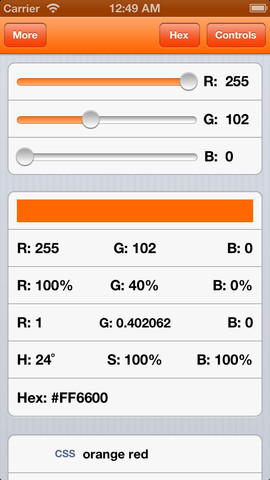 Carrier 12:49 AM
More Hex Controls
R: 255
G: 102
B: 0
R: 255 G: 102 B: 0
R: 100% G: 40% B: 0%
R: 1 G: 0.402062 B: 0
H: 24° S: 100% B: 100%
Hex: #FF6600
CSS orange red